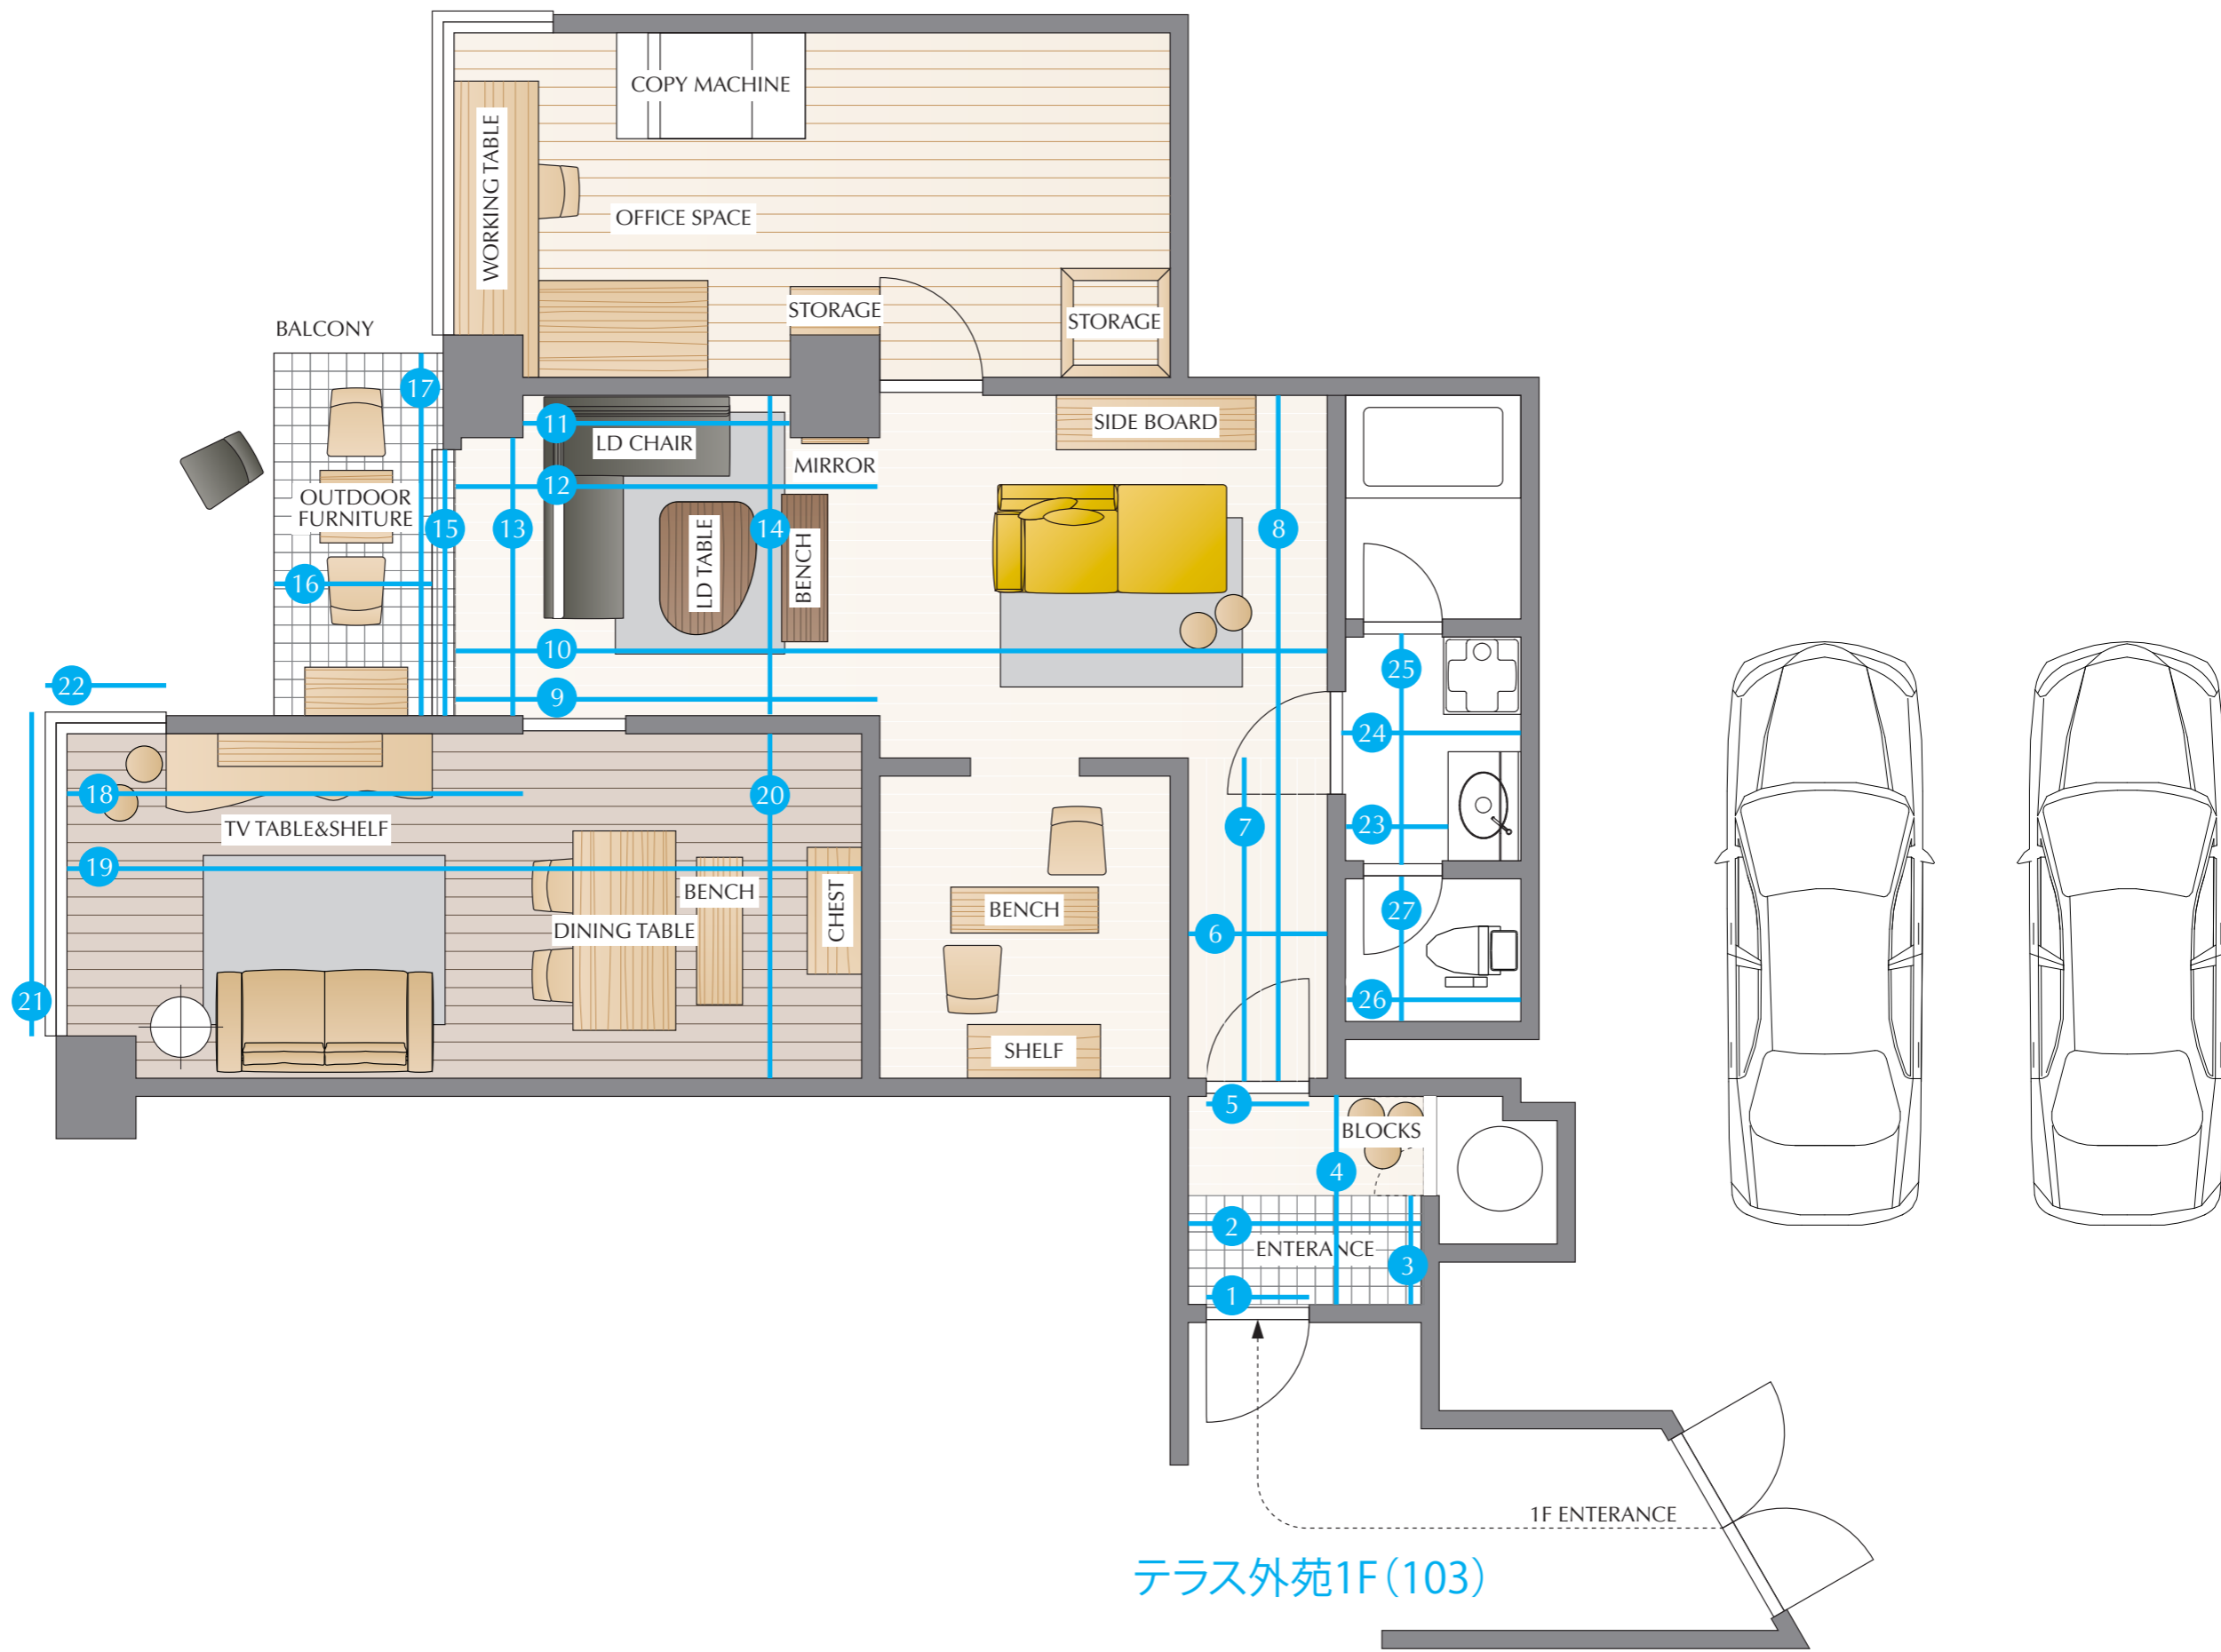 COPY MACHINE
WORKING TABLE
OFFICE SPACE
STORAGE
STORAGE
BALCONY
17
11
LD CHAIR
SIDE BOARD
MIRROR
12
OUTDOOR
FURNITURE
15
13
14
8
LD TABLE
BENCH
16
10
25
22
9
24
18
20
7
23
TV TABLE&SHELF
19
BENCH
CHEST
27
DINING TABLE
BENCH
6
21
26
SHELF
5
BLOCKS
4
2
ENTERANCE
3
1
1F ENTERANCE
テラス外苑1F（103）